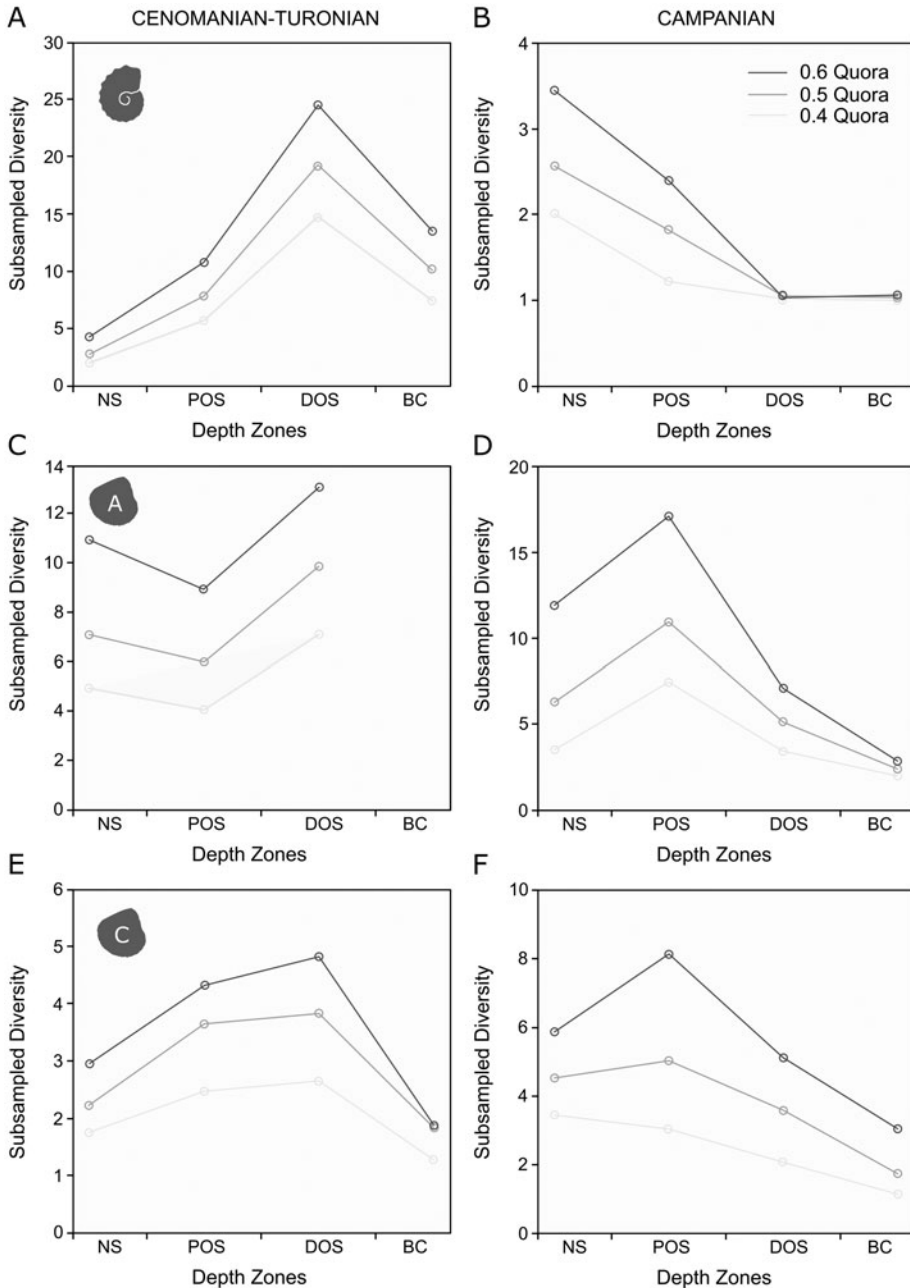 A CENOMANIAN-TURONIAN
30
25
20
15
10
5
0
Subsampled Diversity
NS POS DOS BC
Depth Zones
B CAMPANIAN
4
3
2
1
0
Subsampled Diversity
0.6 Quora
0.5 Quora
0.4 Quora
NS POS DOS BC
Depth Zones
C
14
12
10
8
6
4
2
0
Subsampled Diversity
A
NS POS DOS BC
Depth Zones
D
20
15
10
5
0
Subsampled Diversity
NS POS DOS BC
Depth Zones
E
6
5
4
3
2
1
0
Subsampled Diversity
C
NS POS DOS BC
Depth Zones
F
10
8
6
4
2
0
Subsampled Diversity
NS POS DOS BC
Depth Zones